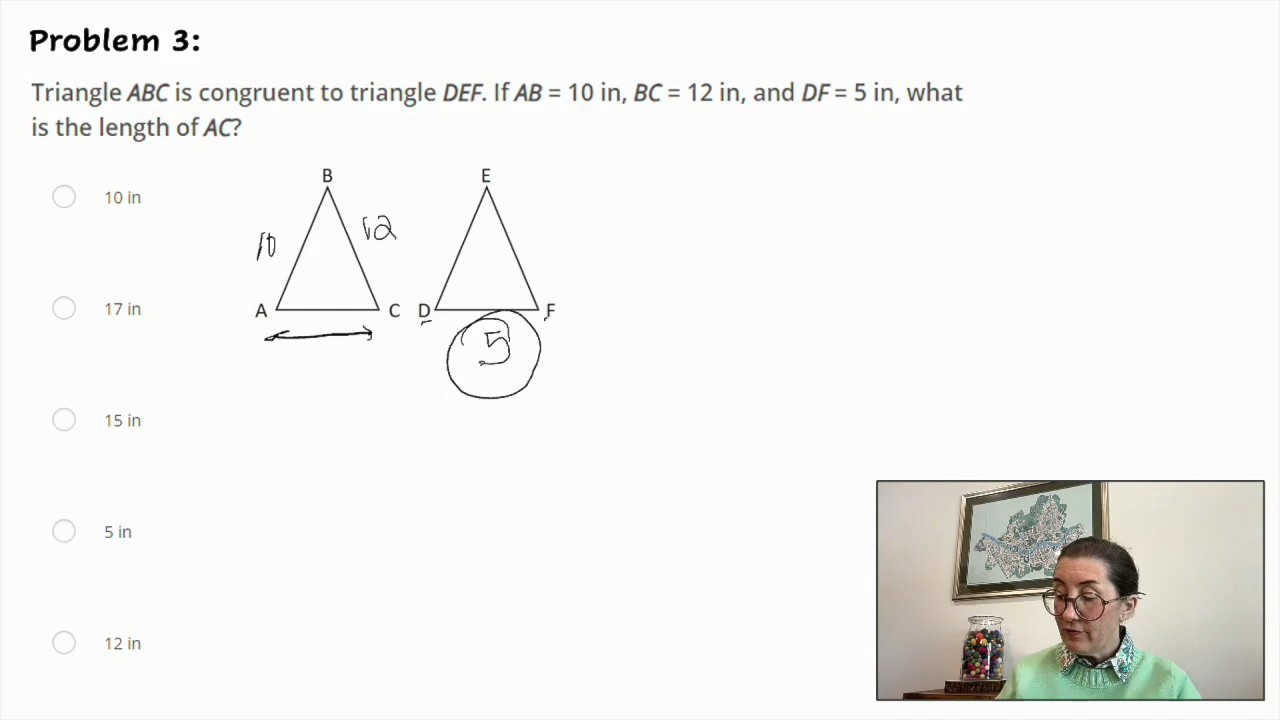 Problem 3:
Triangle ABC is congruent to triangle DEF. If AB = 10 in, BC = 12 in, and DF = 5 in, what
is the length of AC?
10 in
17 in
15 in
5 in
12 in
B
10
12
A
C
E
D
F
5